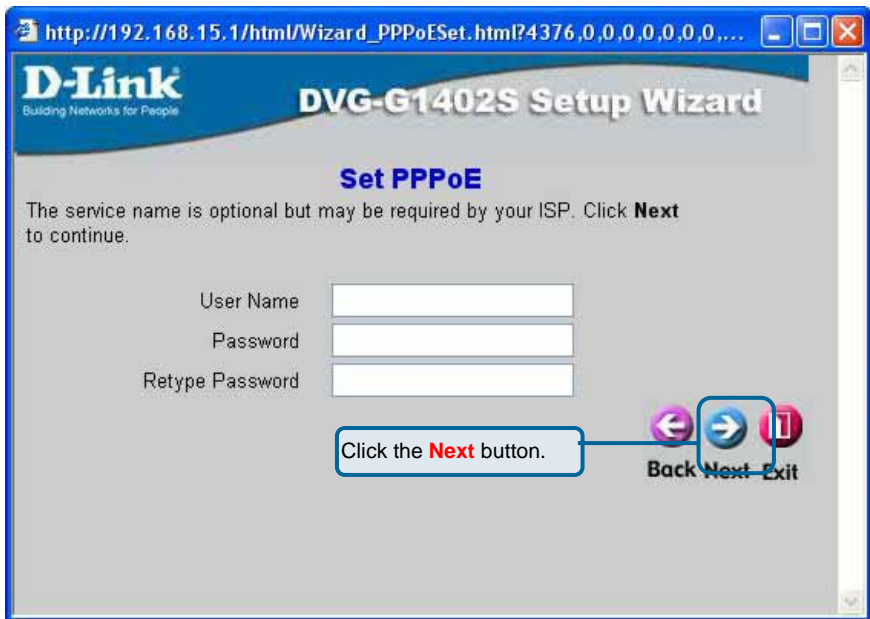 http://192.168.15.1/html/Wizard_PPPoESet.html?4376,0,0,0,0,0,0,0,...
D-Link
Building Networks for People
DVG-G1402S Setup Wizard
Set PPPoE
The service name is optional but may be required by your ISP. Click Next
to continue.
User Name
Password
Retype Password
Click the Next button.
Back Next Exit